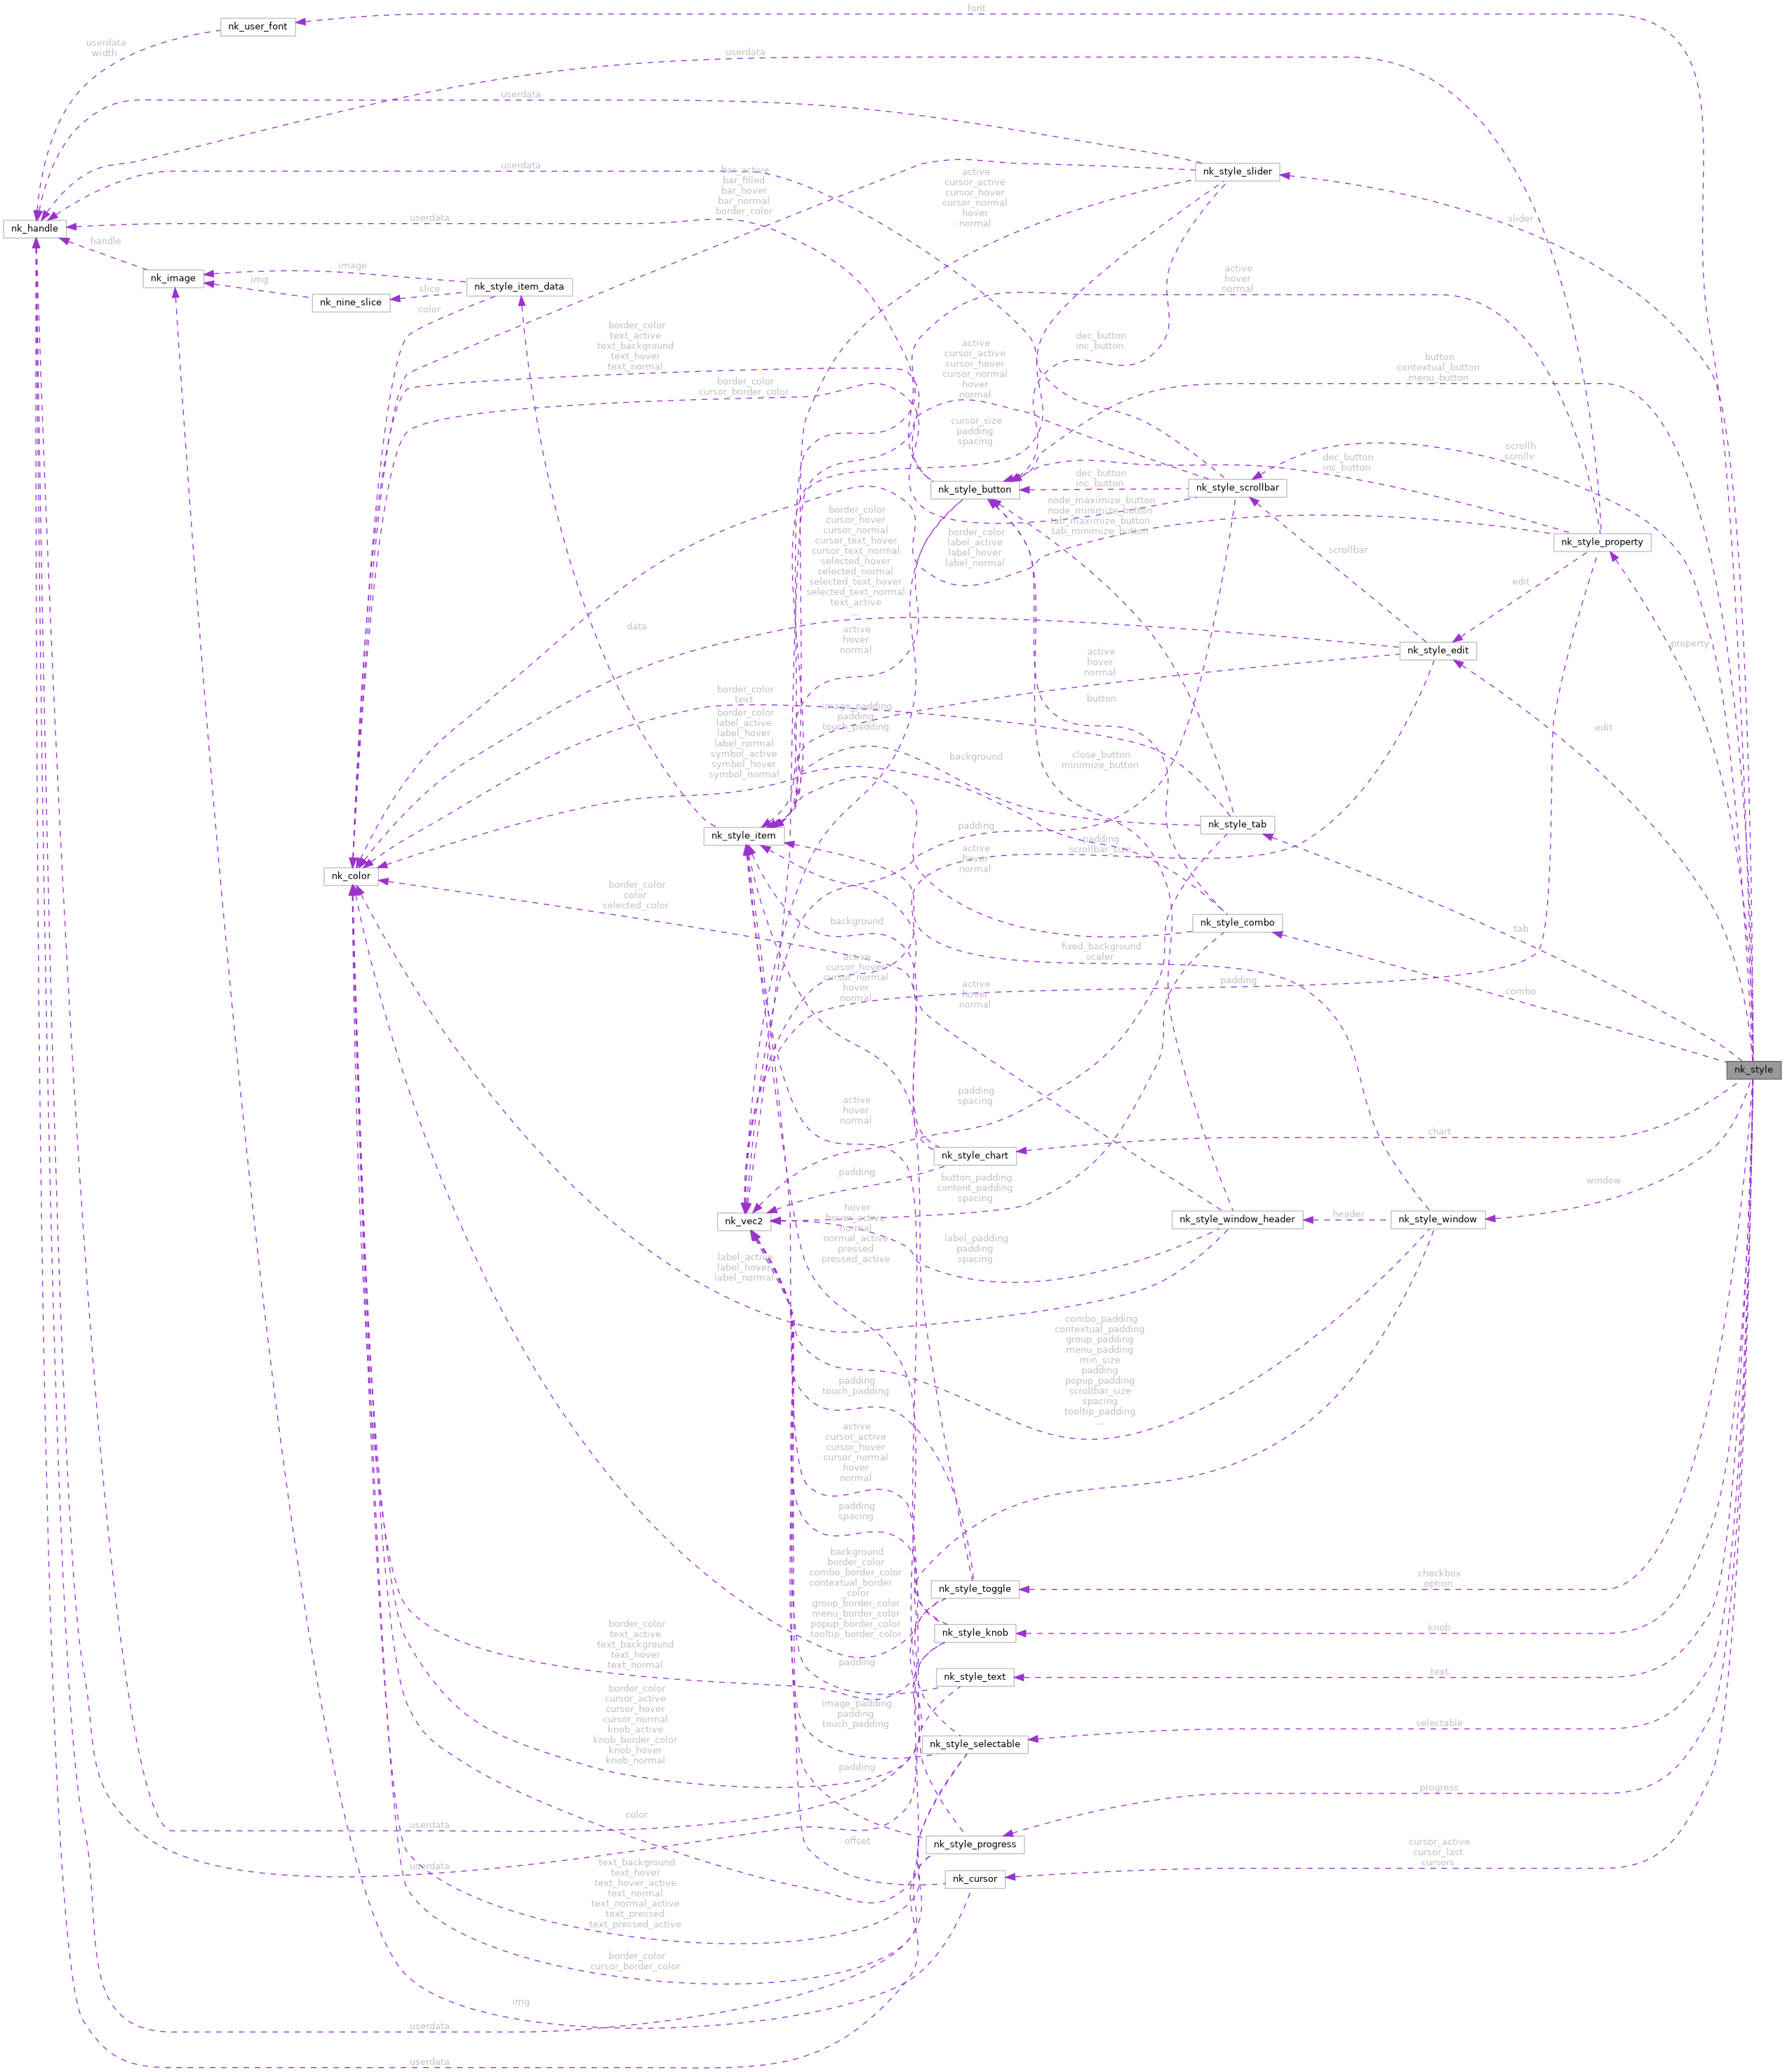 font
nk_user_font
userdata
width
userdata
userdata
userdata
nk_style_slider
bar_active
bar_filled
bar_hover
bar_normal
border_color
active
cursor_active
cursor_hover
cursor_normal
hover
normal
slider
userdata
nk_handle
handle
image
nk_image
img
nk_style_item_data
slice
nk_nine_slice
color
active
hover
normal
border_color
text_active
text_background
text_hover
text_normal
dec_button
inc_button
active
cursor_active
cursor_hover
cursor_normal
hover
normal
button
contextual_button
menu_button
border_color
cursor_border_color
cursor_size
padding
spacing
scrollh
scrollv
dec_button
inc_button
dec_button
inc_button
nk_style_button
nk_style_scrollbar
node_maximize_button
node_minimize_button
tab_maximize_button
tab_minimize_button
border_color
cursor_hover
cursor_normal
cursor_text_hover
cursor_text_normal
selected_hover
selected_normal
selected_text_hover
selected_text_normal
text_active
...
border_color
label_active
label_hover
label_normal
nk_style_property
scrollbar
edit
data
active
hover
normal
property
nk_style_edit
active
hover
normal
border_color
text
button
image_padding
padding
touch_padding
border_color
label_active
label_hover
label_normal
symbol_active
symbol_hover
symbol_normal
edit
background
close_button
minimize_button
nk_style_item
nk_style_tab
padding
padding
scrollbar_size
active
hover
normal
nk_color
border_color
color
selected_color
background
nk_style_combo
tab
fixed_background
scaler
active
cursor_hover
cursor_normal
hover
normal
active
hover
normal
padding
combo
nk_style
padding
spacing
active
hover
normal
chart
nk_style_chart
padding
button_padding
content_padding
spacing
window
nk_vec2
hover
hover_active
normal
normal_active
pressed
pressed_active
nk_style_window_header
header
nk_style_window
label_padding
padding
spacing
label_active
label_hover
label_normal
combo_padding
contextual_padding
group_padding
menu_padding
min_size
padding
popup_padding
scrollbar_size
spacing
tooltip_padding
...
padding
touch_padding
active
cursor_active
cursor_hover
cursor_normal
hover
normal
padding
spacing
background
border_color
combo_border_color
contextual_border
_color
group_border_color
menu_border_color
popup_border_color
tooltip_border_color
checkbox
option
nk_style_toggle
border_color
text_active
text_background
text_hover
text_normal
nk_style_knob
knob
padding
nk_style_text
text
border_color
cursor_active
cursor_hover
cursor_normal
knob_active
knob_border_color
knob_hover
knob_normal
image_padding
padding
touch_padding
selectable
nk_style_selectable
padding
progress
color
userdata
offset
nk_style_progress
cursor_active
cursor_last
cursors
userdata
nk_cursor
text_background
text_hover
text_hover_active
text_normal
text_normal_active
text_pressed
text_pressed_active
border_color
cursor_border_color
img
userdata
userdata